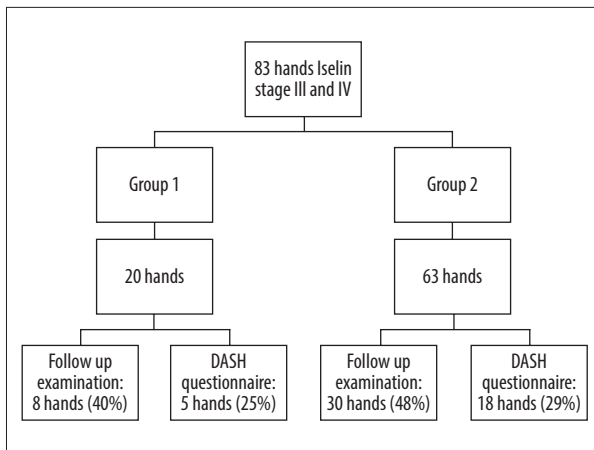 83 hands Iselin
stage III and IV
Group 1
Group 2
20 hands
63 hands
Follow up
examination:
8 hands (40%)
DASH
questionnaire:
5 hands (25%)
Follow up
examination:
30 hands (48%)
DASH
questionnaire:
18 hands (29%)